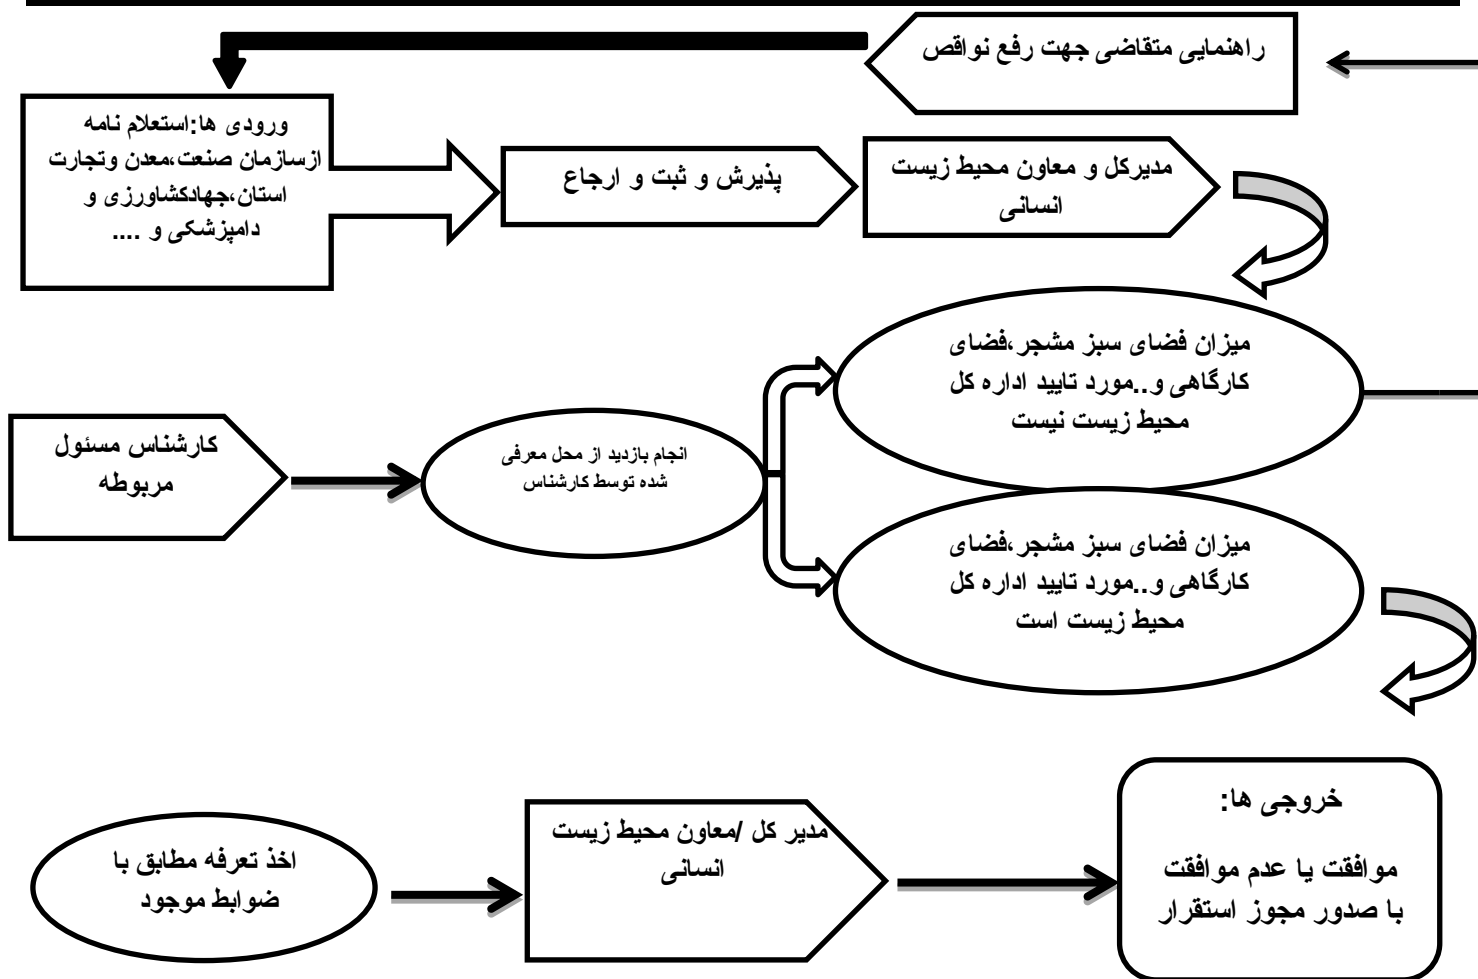 راهنمایی متقاضی جهت رفع نواقص
ورودی ها:استعلام نامه
ازسازمان صنعت،معدن وتجارت
استان،جهادکشاورزی و
دامپزشکی و ....
پذیرش و ثبت و ارجاع
مدیرکل و معاون محیط زیست
انسانی
میزان فضای سبز مشجر،فضای
کارگاهی و..مورد تایید اداره کل
محیط زیست نیست
کارشناس مسئول
مربوطه
انجام بازدید از محل معرفی
شده توسط کارشناس
میزان فضای سبز مشجر،فضای
کارگاهی و..مورد تایید اداره کل
محیط زیست است
خروجی ها:
موافقت یا عدم موافقت
با صدور مجوز استقرار
مدیر کل /معاون محیط زیست
انسانی
اخذ تعرفه مطابق با
ضوابط موجود